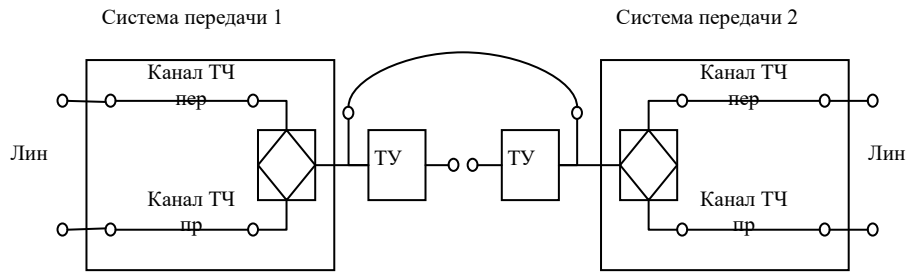 Система передачи 1
Система передачи 2
Канал ТЧ
пер
Канал ТЧ
пер
Лин
ТУ
ТУ
Лин
Канал ТЧ
пр
Канал ТЧ
пр